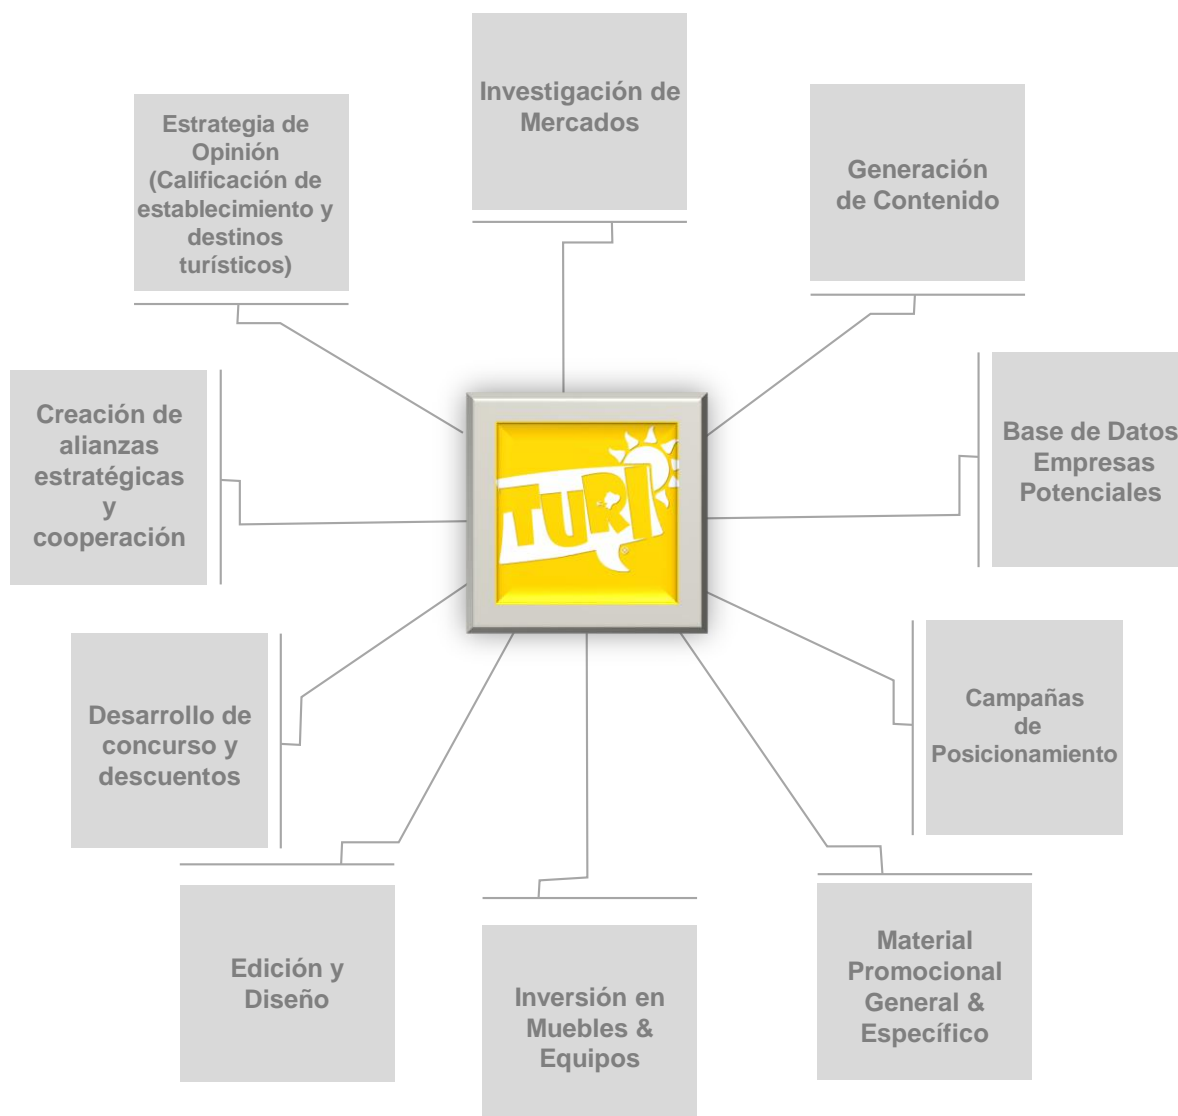 Investigación de
Mercados
Generación
de Contenido
Base de Datos
Empresas
Potenciales
Campañas
de
Posicionamiento
Material
Promocional
General &
Específico
Inversión en
Muebles &
Equipos
Edición y
Diseño
Desarrollo de
concurso y
descuentos
Creación de
alianzas
estratégicas
y
cooperación
Estrategia de
Opinión
(Calificación de
establecimiento y
destinos
turísticos)
TURI
®